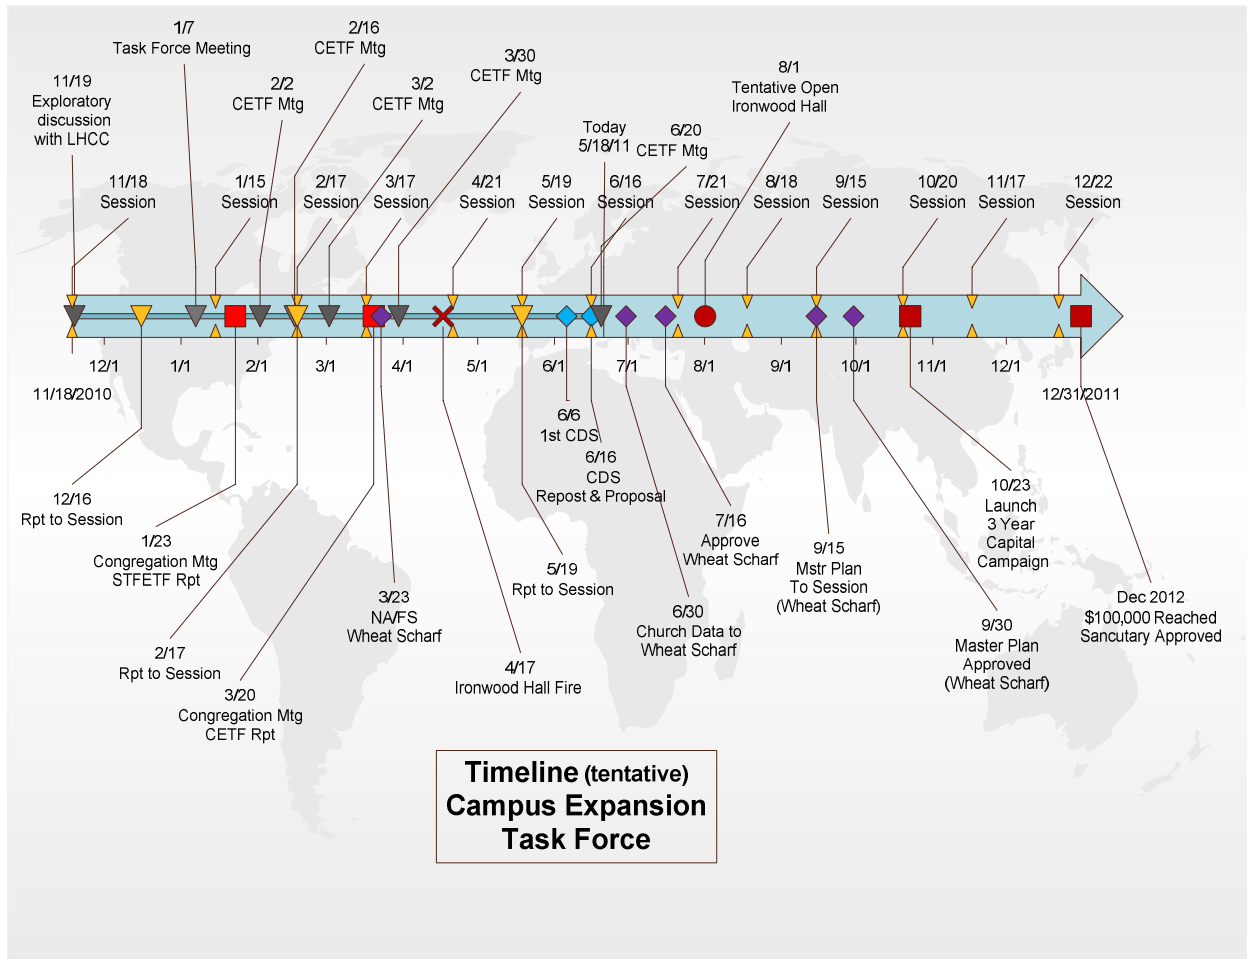 1/7
Task Force Meeting
2/16
CETF Mtg
3/30
CETF Mtg
8/1
Tentative Open
Ironwood Hall
11/19
Exploratory
discussion
with LHCC
2/2
CETF Mtg
3/2
CETF Mtg
Today
5/18/11
6/20
CETF Mtg
11/18
Session
1/15
Session
2/17
Session
3/17
Session
4/21
Session
5/19
Session
6/16
Session
7/21
Session
8/18
Session
9/15
Session
10/20
Session
11/17
Session
12/22
Session
12/1
1/1
2/1
3/1
4/1
5/1
6/1
7/1
8/1
9/1
10/1
11/1
12/1
11/18/2010
12/31/2011
6/6
1st CDS
6/16
CDS
Repost & Proposal
12/16
Rpt to Session
1/23
Congregation Mtg
STFETF Rpt
2/17
Rpt to Session
3/20
Congregation Mtg
CETF Rpt
3/23
NA/FS
Wheat Scharf
4/17
Ironwood Hall Fire
5/19
Rpt to Session
6/30
Church Data to
Wheat Scharf
7/16
Approve
Wheat Scharf
9/15
Mstr Plan
To Session
(Wheat Scharf)
9/30
Master Plan
Approved
(Wheat Scharf)
10/23
Launch
3 Year
Capital
Campaign
Dec 2012
$100,000 Reached
Sancutary Approved
Timeline (tentative)
Campus Expansion
Task Force